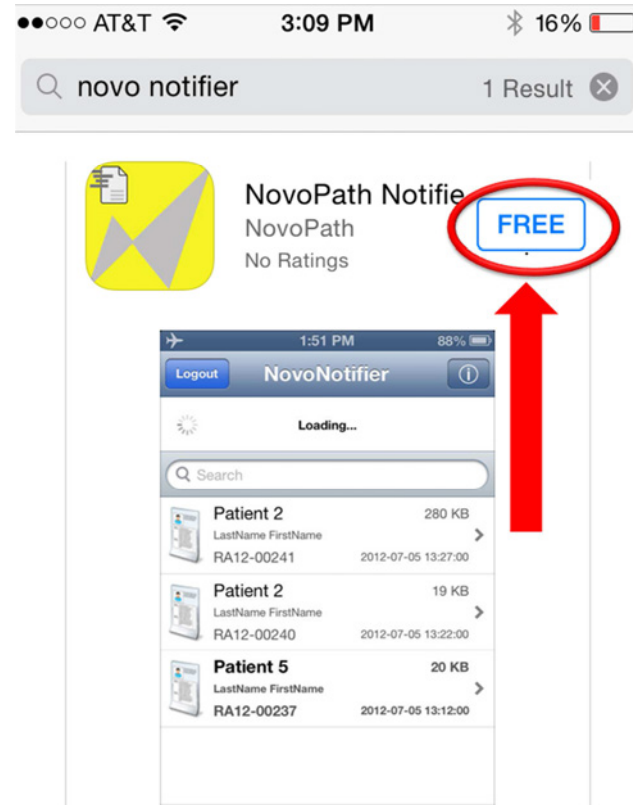 AT&T 3:09 PM 16%
novo notifier 1 Result
NovoPath Notifie
NovoPath
No Ratings
FREE
1:51 PM 88%
Logout NovoNotifier
Loading...
Search
Patient 2 280 KB
LastName FirstName
RA12-00241 2012-07-05 13:27:00
Patient 2 19 KB
LastName FirstName
RA12-00240 2012-07-05 13:22:00
Patient 5 20 KB
LastName FirstName
RA12-00237 2012-07-05 13:12:00